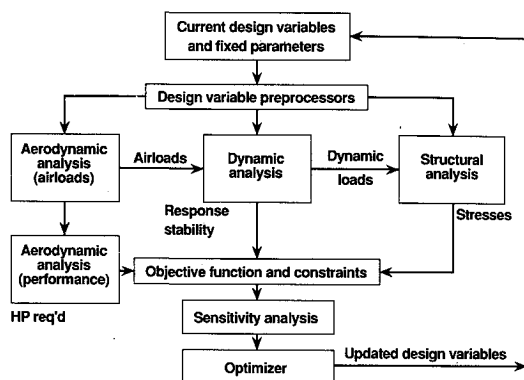 Current design variables
and fixed parameters
Design variable preprocessors
Aerodynamic
analysis
(airloads)
Airloads
Dynamic
analysis
Dynamic
loads
Structural
analysis
Response
stability
Stresses
Aerodynamic
analysis
(performance)
HP req'd
Objective function and constraints
Sensitivity analysis
Optimizer
Updated design variables